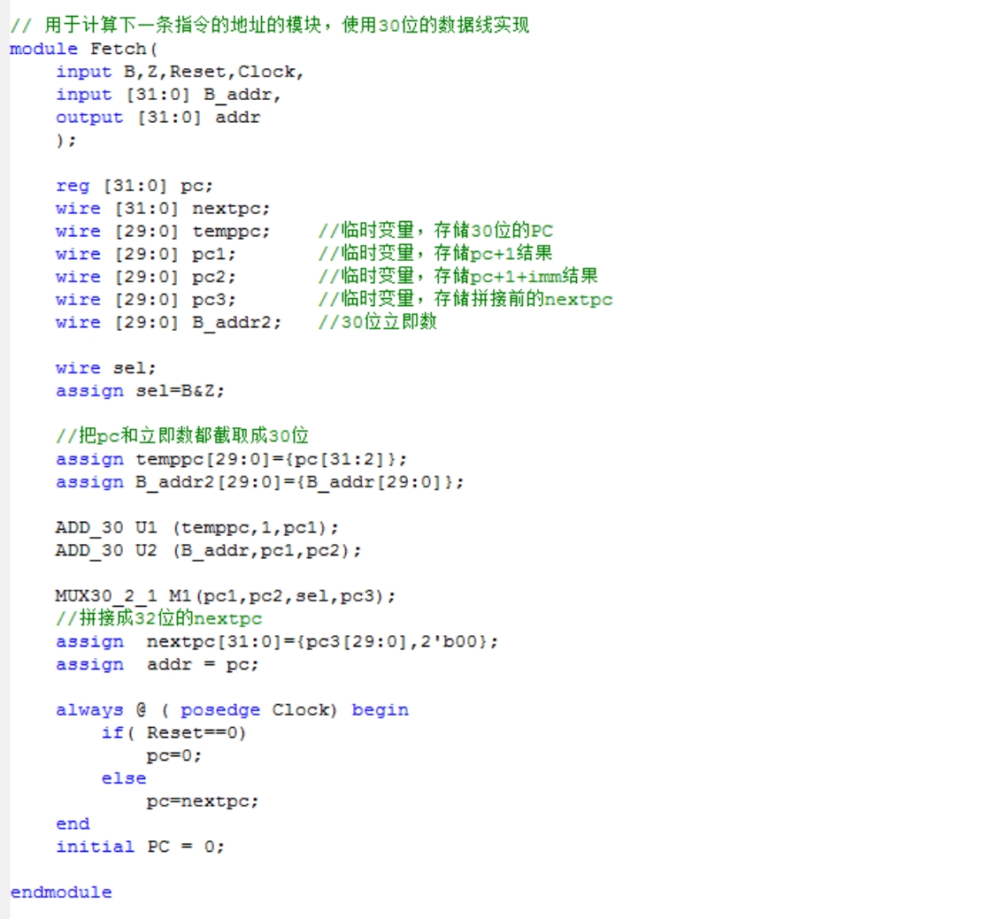 // 用于计算下一条指令的地址的模块，使用30位的数据线实现
module Fetch(
    input B,Z,Reset,Clock,
    input [31:0] B_addr,
    output [31:0] addr
    );
    reg [31:0] pc;
    wire [31:0] nextpc;
    wire [29:0] temppc;    //临时变量，存储30位的PC
    wire [29:0] pc1;       //临时变量，存储pc+1结果
    wire [29:0] pc2;       //临时变量，存储pc+1+imm结果
    wire [29:0] pc3;       //临时变量，存储拼接前的nextpc
    wire [29:0] B_addr2;   //30位立即数
    wire sel;
    assign sel=B&Z;
    //把pc和立即数都截取成30位
    assign temppc[29:0]={pc[31:2]};
    assign B_addr2[29:0]={B_addr[29:0]};
    ADD_30 U1 (temppc,1,pc1);
    ADD_30 U2 (B_addr,pc1,pc2);
    MUX30_2_1 M1(pc1,pc2,sel,pc3);
    //拼接成32位的nextpc
    assign  nextpc[31:0]={pc3[29:0],2'b00};
    assign  addr = pc;
    always @ ( posedge Clock) begin
        if( Reset==0)
            pc=0;
        else
            pc=nextpc;
    end
    initial PC = 0;
endmodule